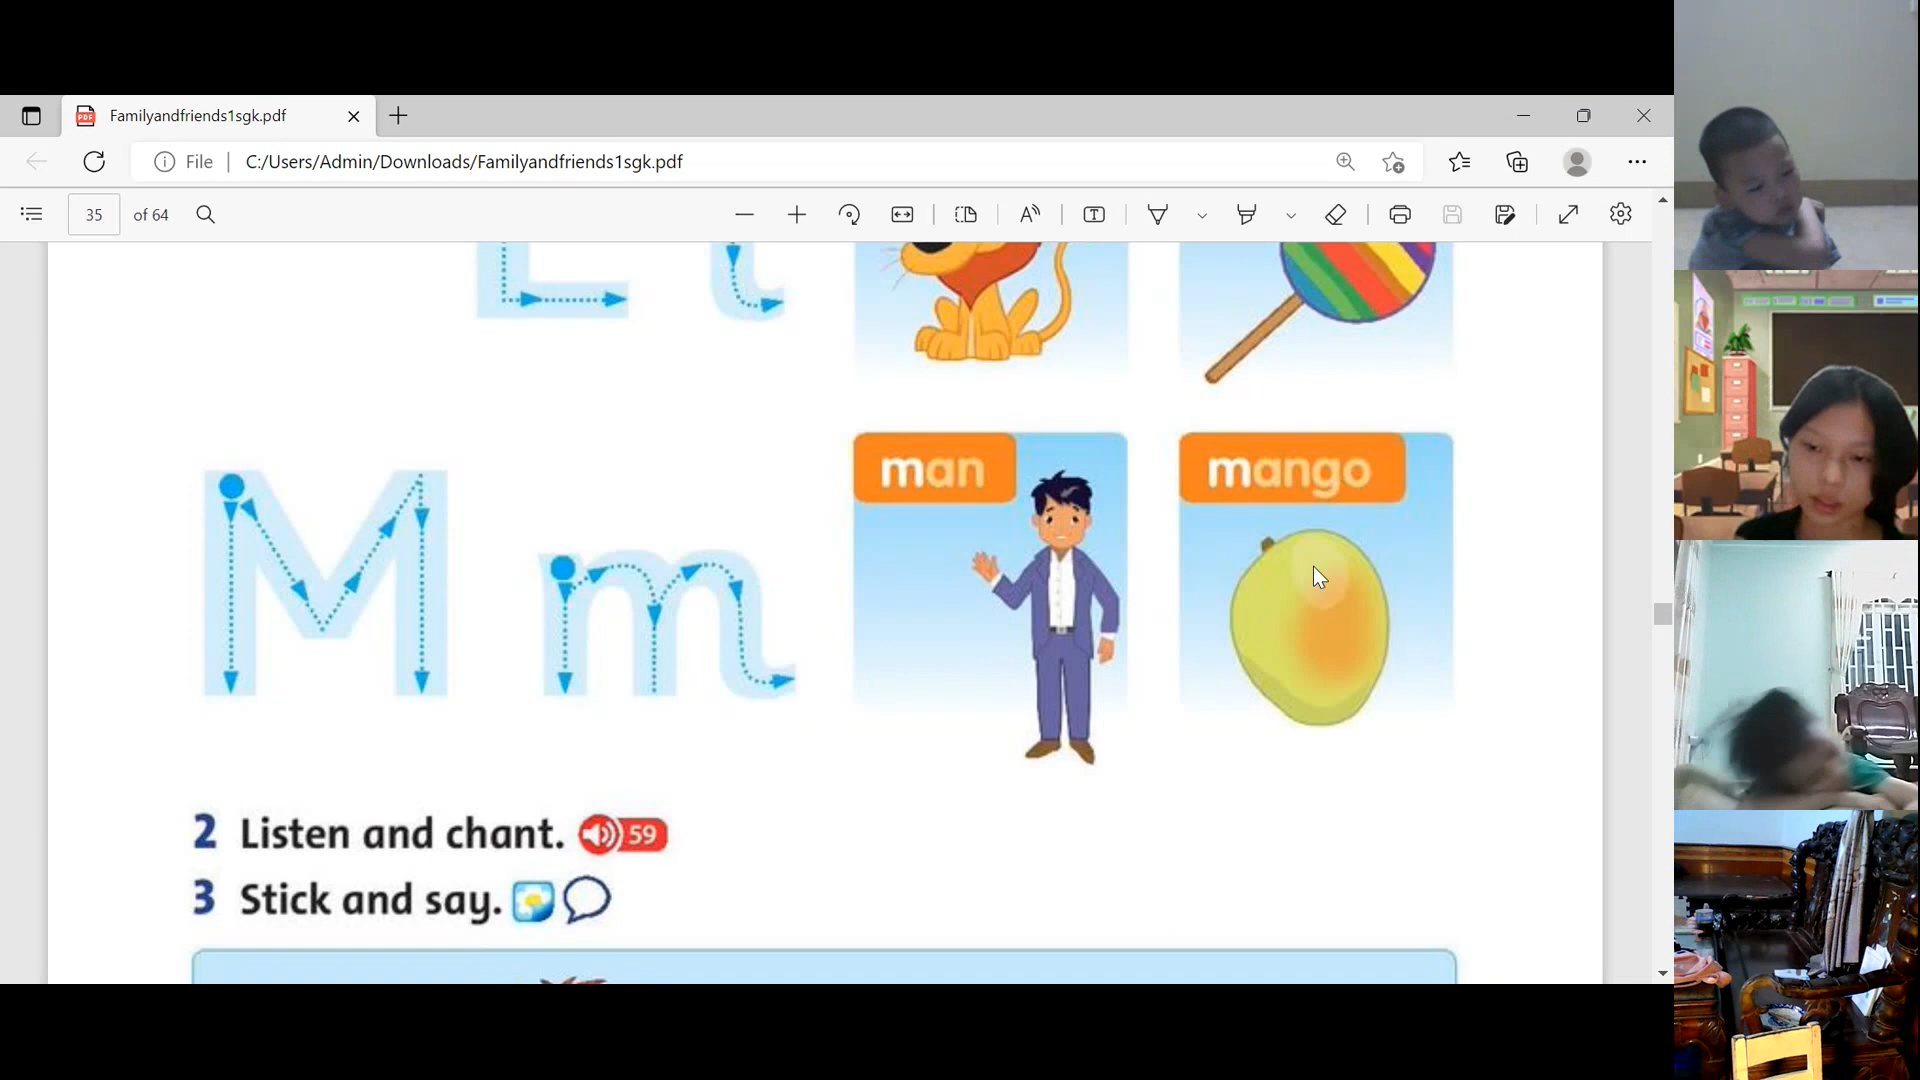 Familyandfriends1sgk.pdf
File C:/Users/Admin/Downloads/Familyandfriends1sgk.pdf
35 of 64
man
mango
M m
2 Listen and chant. 59
3 Stick and say.